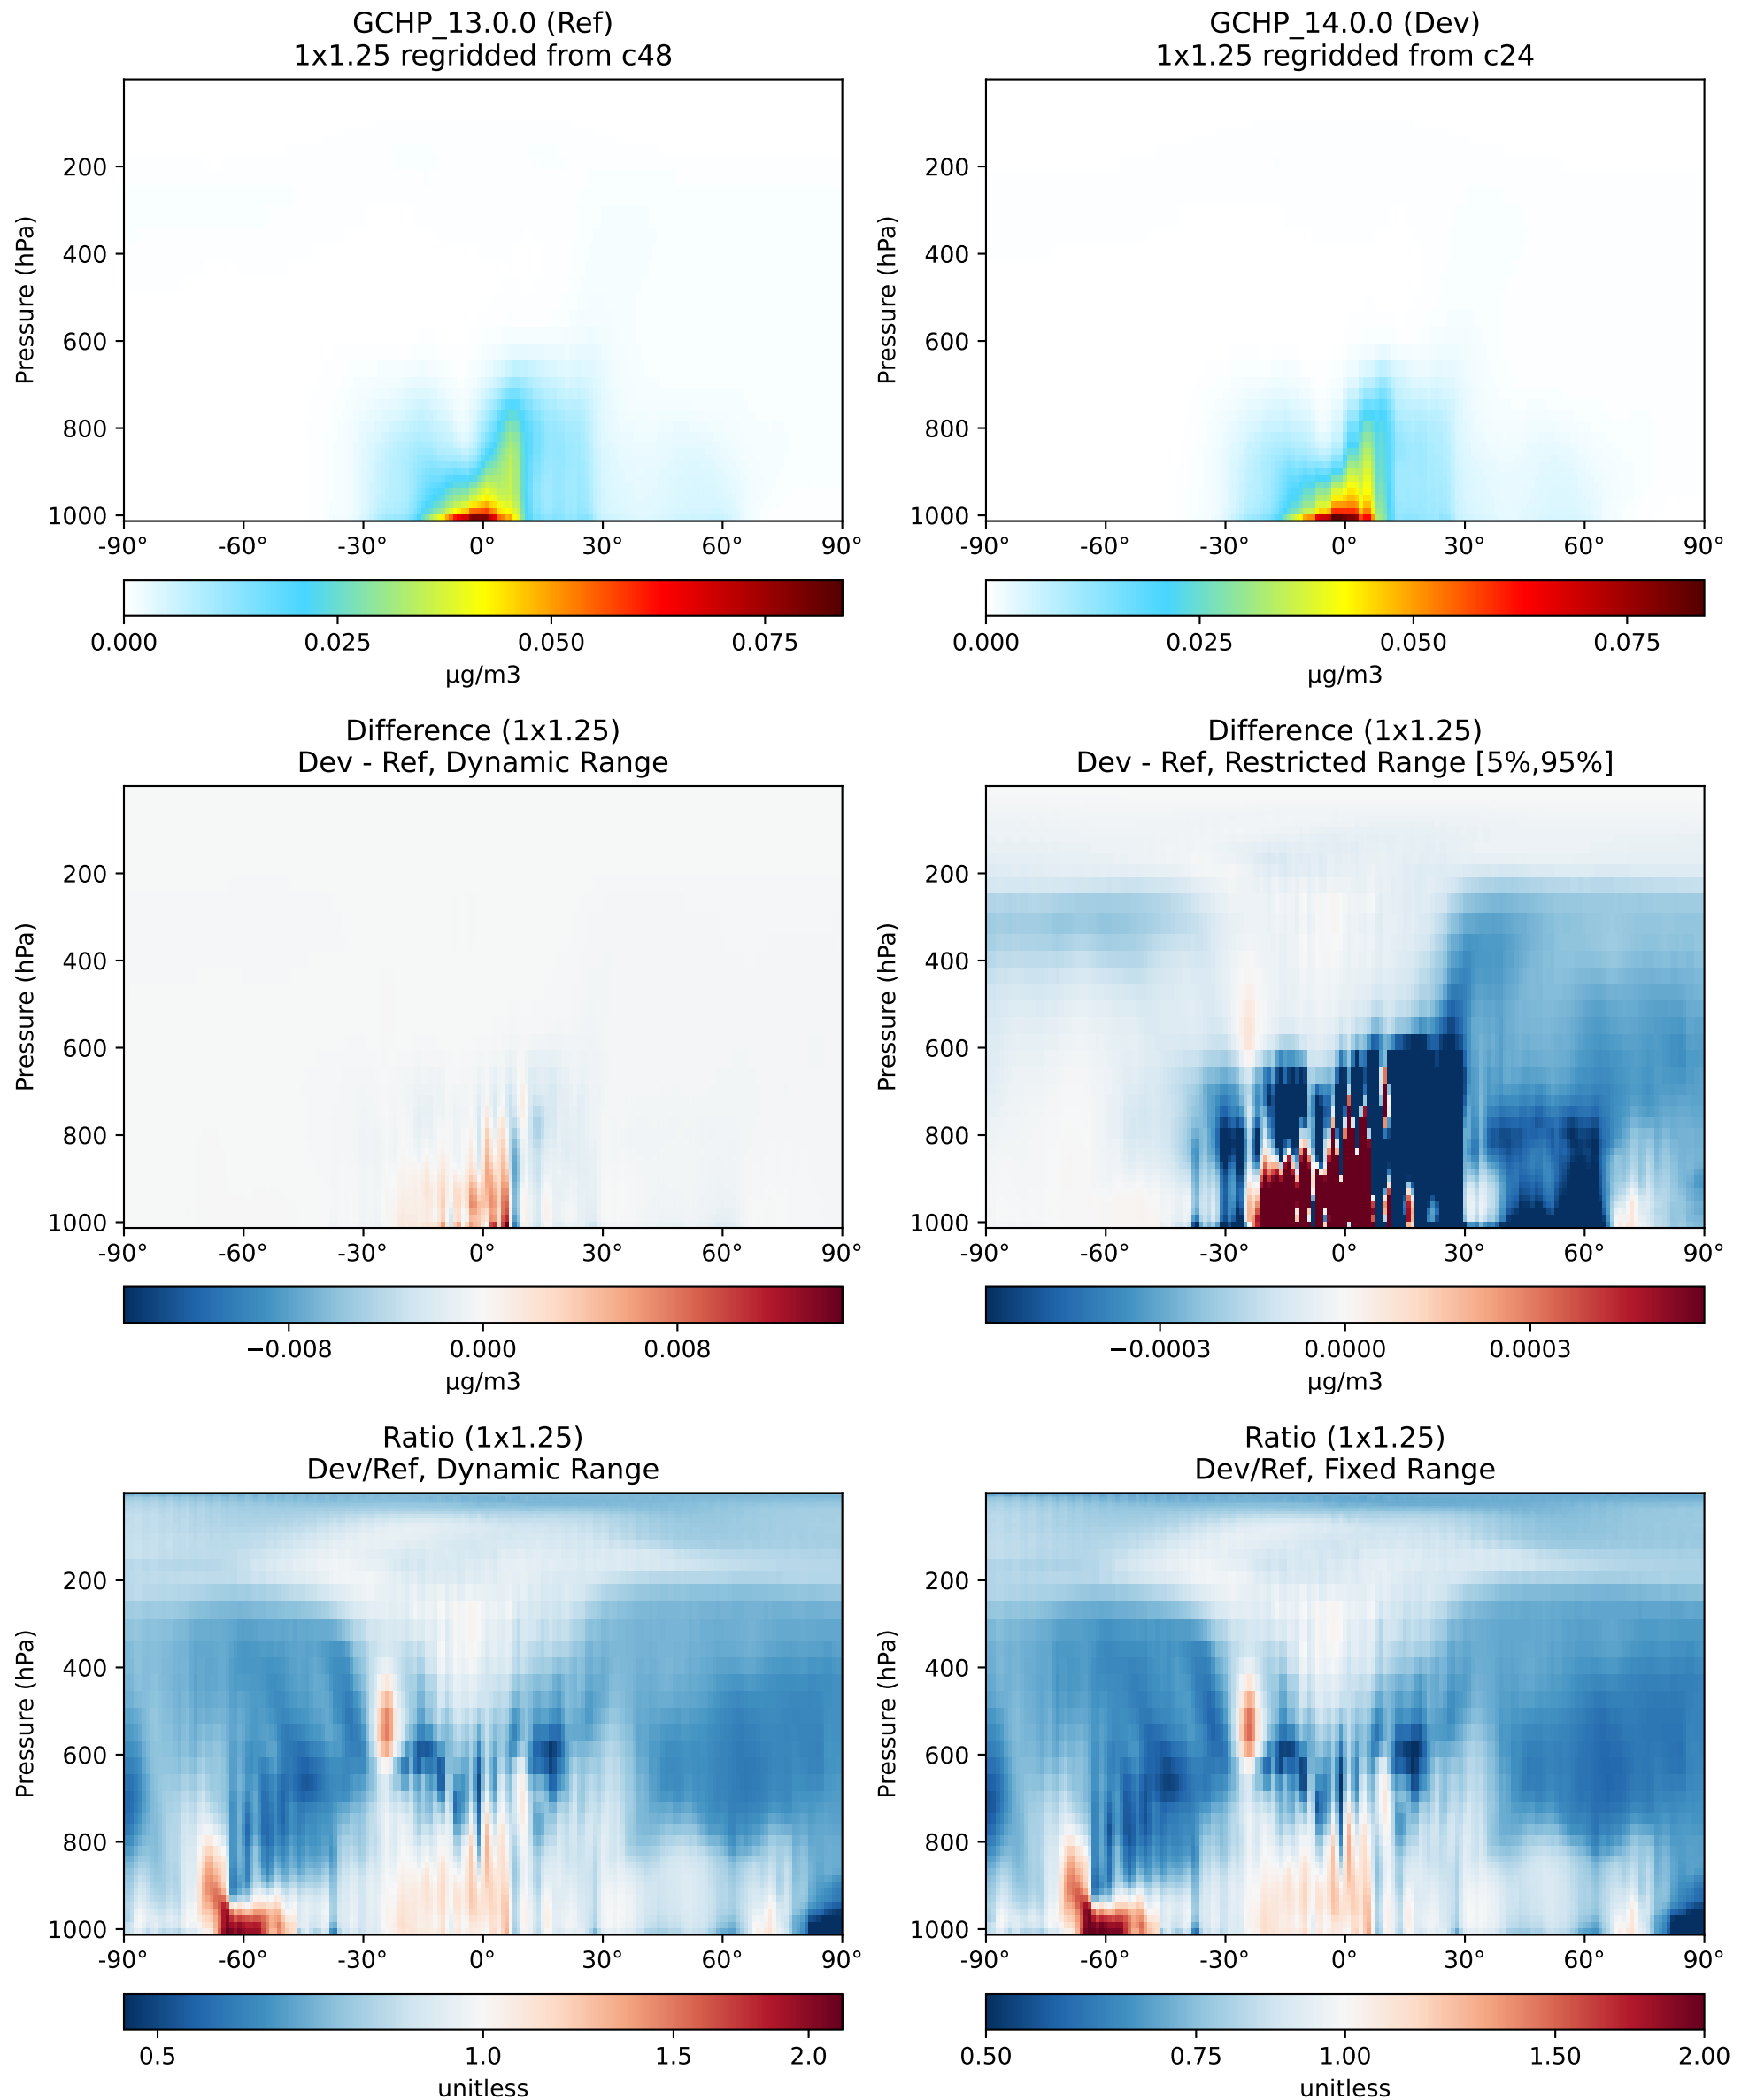 GCHP_13.0.0 (Ref)
1x1.25 regridded from c48
Pressure (hPa)
200
400
600
800
1000
-90° -60° -30° 0° 30° 60° 90°
0.000 0.025 0.050 0.075
µg/m3
GCHP_14.0.0 (Dev)
1x1.25 regridded from c24
Pressure (hPa)
200
400
600
800
1000
-90° -60° -30° 0° 30° 60° 90°
0.000 0.025 0.050 0.075
µg/m3
Difference (1x1.25)
Dev - Ref, Dynamic Range
Pressure (hPa)
200
400
600
800
1000
-90° -60° -30° 0° 30° 60° 90°
−0.008 0.000 0.008
µg/m3
Difference (1x1.25)
Dev - Ref, Restricted Range [5%,95%]
Pressure (hPa)
200
400
600
800
1000
-90° -60° -30° 0° 30° 60° 90°
−0.0003 0.0000 0.0003
µg/m3
Ratio (1x1.25)
Dev/Ref, Dynamic Range
Pressure (hPa)
200
400
600
800
1000
-90° -60° -30° 0° 30° 60° 90°
0.5 1.0 1.5 2.0
unitless
Ratio (1x1.25)
Dev/Ref, Fixed Range
Pressure (hPa)
200
400
600
800
1000
-90° -60° -30° 0° 30° 60° 90°
0.50 0.75 1.00 1.50 2.00
unitless